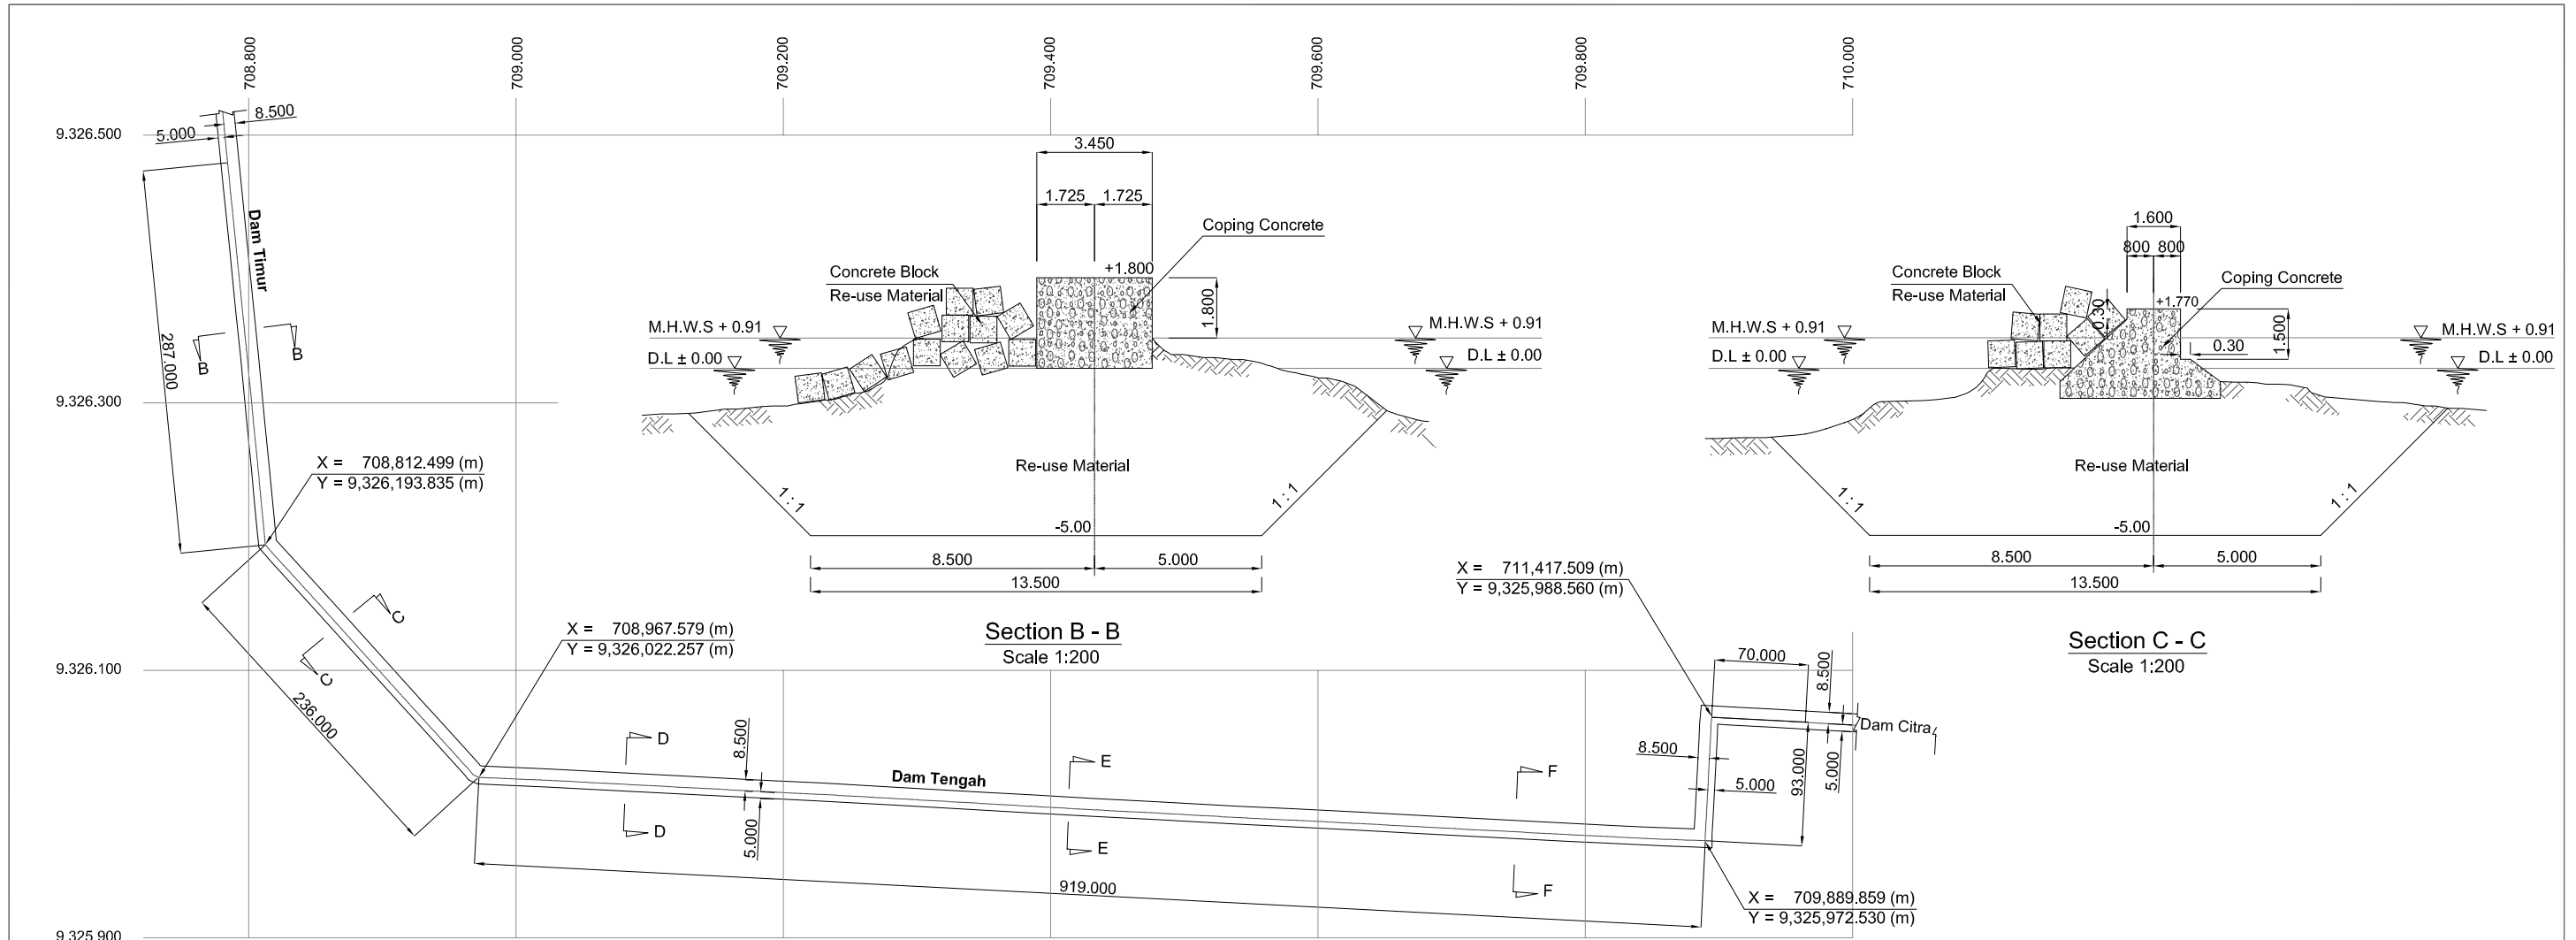 708.800
709.000
709.200
709.400
709.600
709.800
710.000
9.326.500
9.326.300
9.326.100
9.325.900
8.500
5.000
Dam Timur
287.000
B
B
X = 708,812.499 (m)
Y = 9,326,193.835 (m)
C
C
236.000
X = 708,967.579 (m)
Y = 9,326,022.257 (m)
3.450
1.725
1.725
Coping Concrete
Concrete Block
Re-use Material
+1.800
1.800
M.H.W.S + 0.91
M.H.W.S + 0.91
D.L ± 0.00
D.L ± 0.00
Re-use Material
1 : 1
1 : 1
-5.00
8.500
5.000
13.500
Section B - B
Scale 1:200
1.600
800
800
Concrete Block
Re-use Material
0.30
Coping Concrete
+1.770
1.500
0.30
M.H.W.S + 0.91
M.H.W.S + 0.91
D.L ± 0.00
D.L ± 0.00
Re-use Material
1 : 1
1 : 1
-5.00
8.500
5.000
13.500
Section C - C
Scale 1:200
X = 711,417.509 (m)
Y = 9,325,988.560 (m)
70.000
8.500
Dam Citra
8.500
5.000
93.000
5.000
D
D
8.500
5.000
Dam Tengah
E
E
F
F
919.000
X = 709,889.859 (m)
Y = 9,325,972.530 (m)